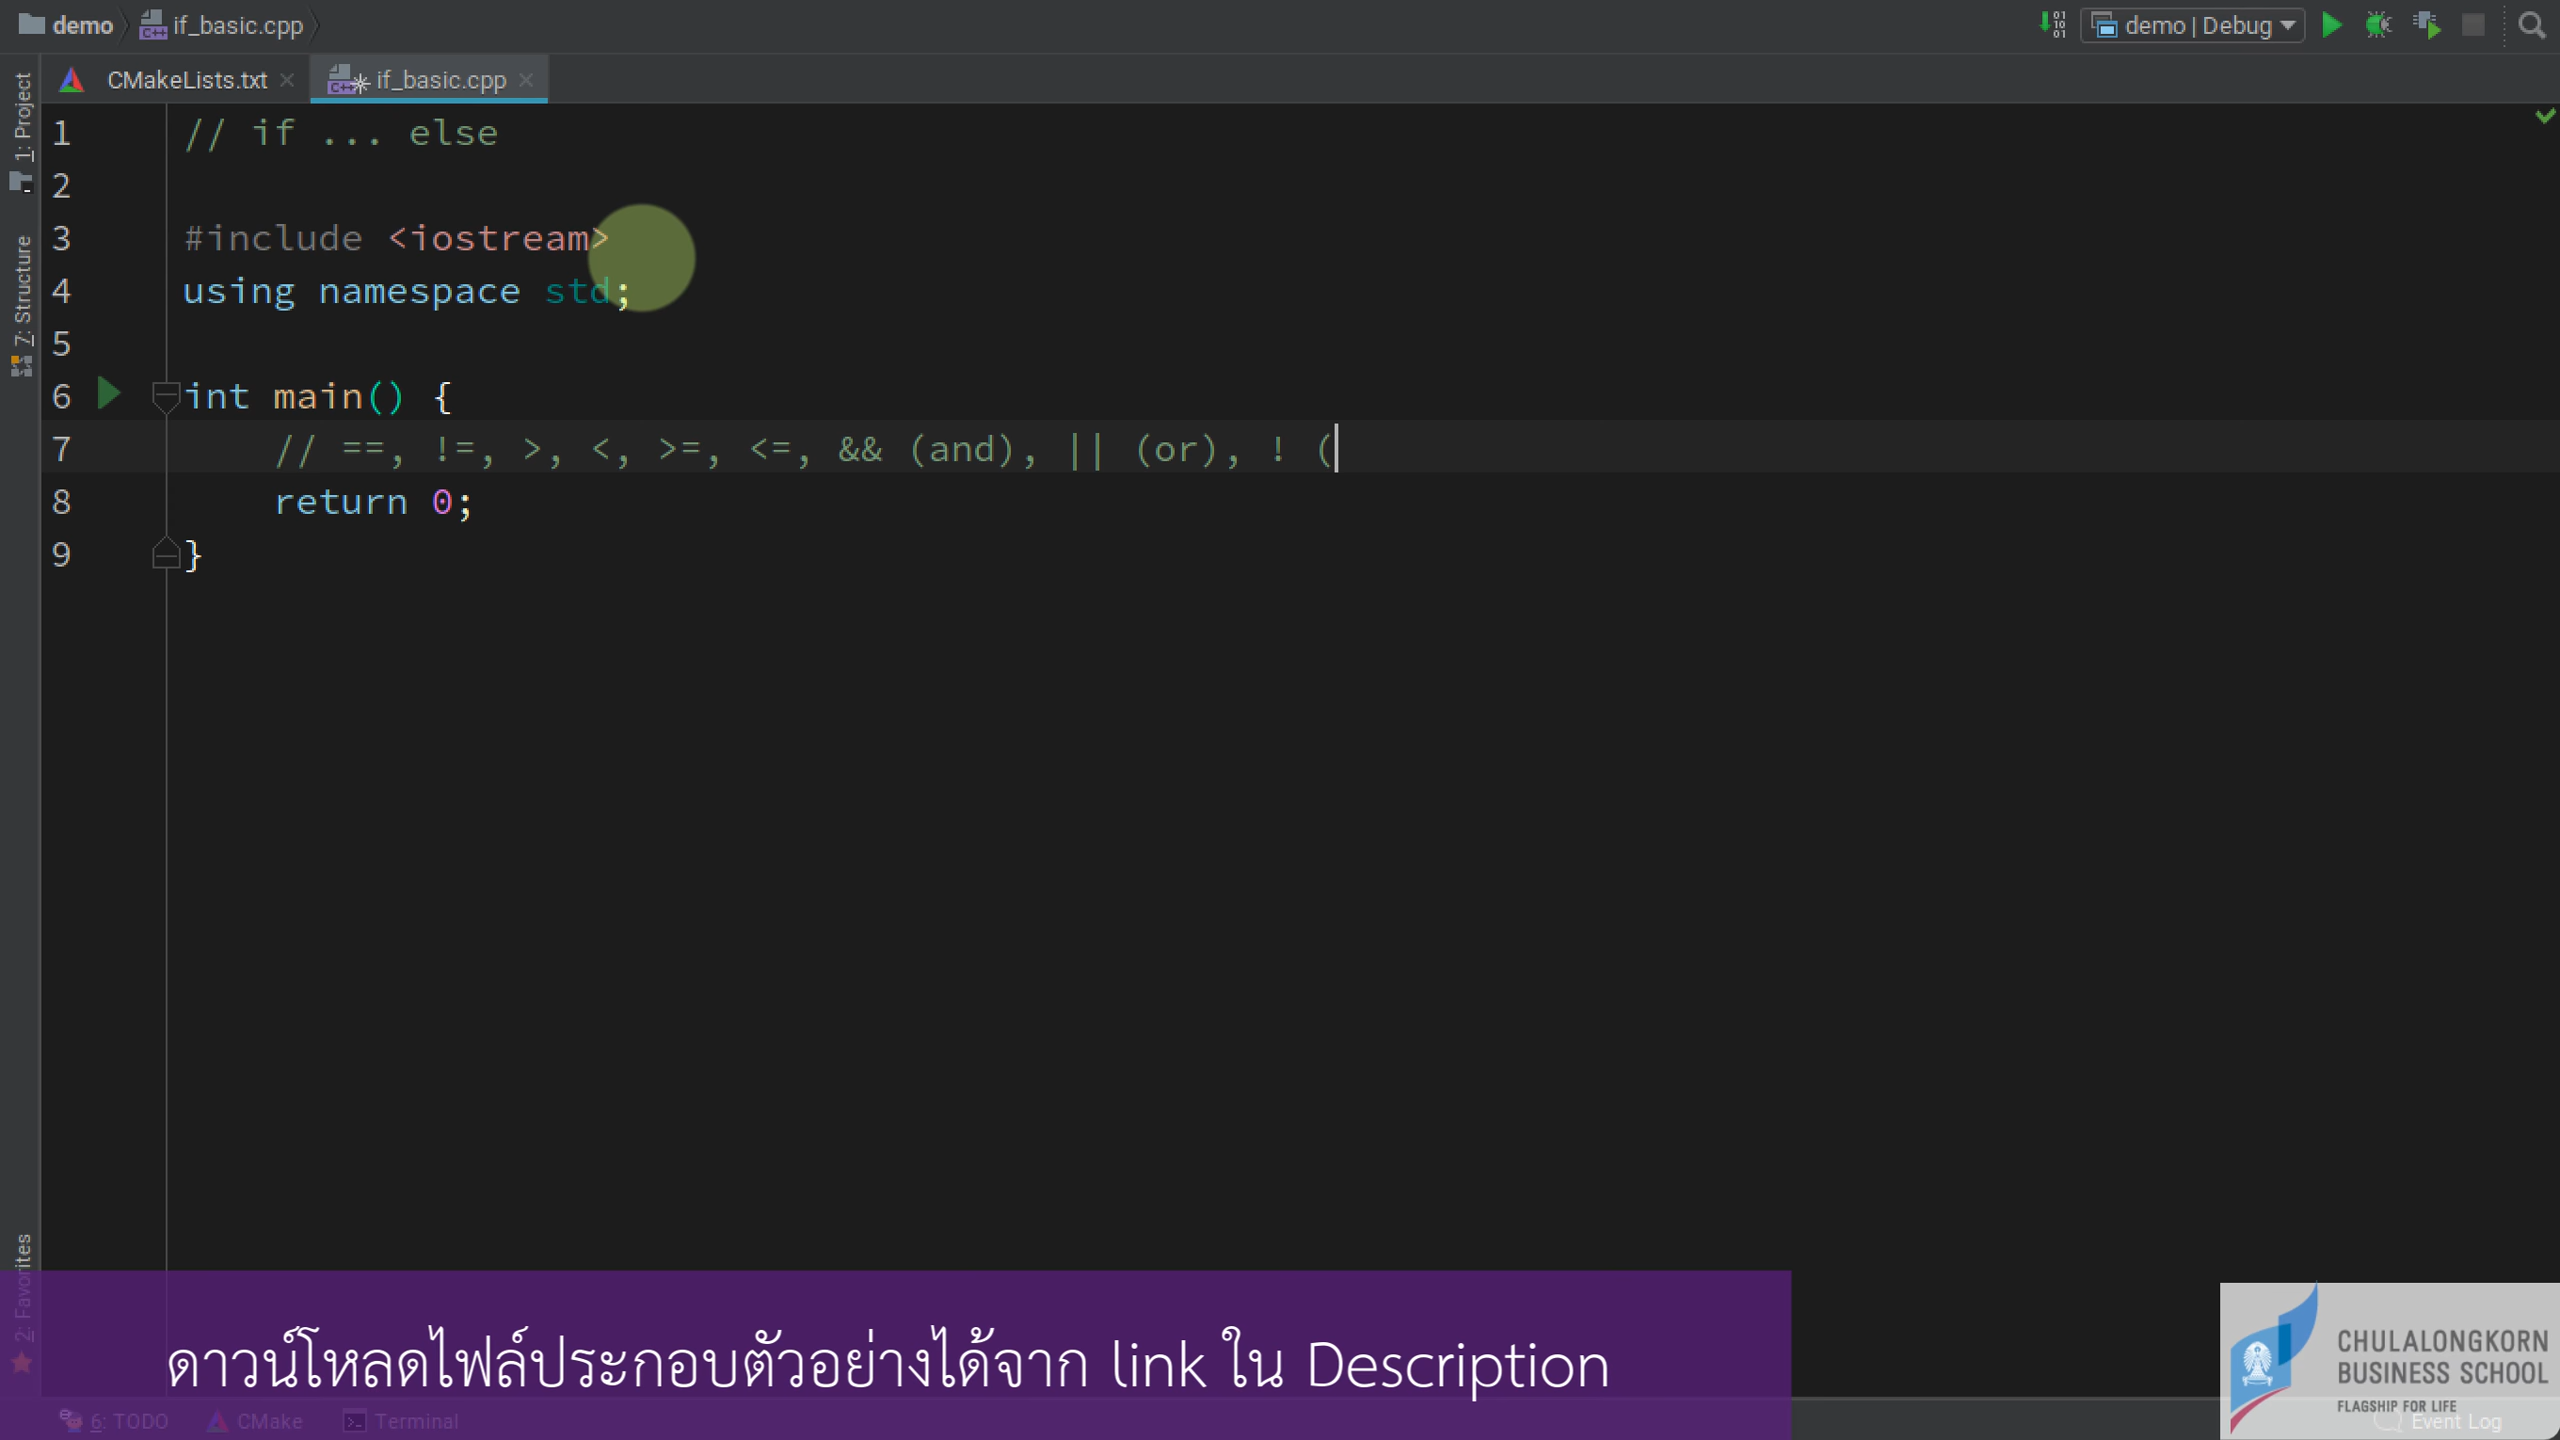 demo if_basic.cpp demo | Debug
CMakeLists.txt if_basic.cpp
1: Project
7: Structure
2: Favorites
1 // if ... else
2
3 #include <iostream>
4 using namespace std;
5
6 int main() {
7 // ==, !=, >, <, >=, <=, && (and), || (or), ! (
8 return 0;
9 }
ดาวน์โหลดไฟล์ประกอบตัวอย่างได้จาก link ใน Description
6: TODO CMake Terminal
CHULALONGKORN
BUSINESS SCHOOL
FLAGSHIP FOR LIFE
Event Log